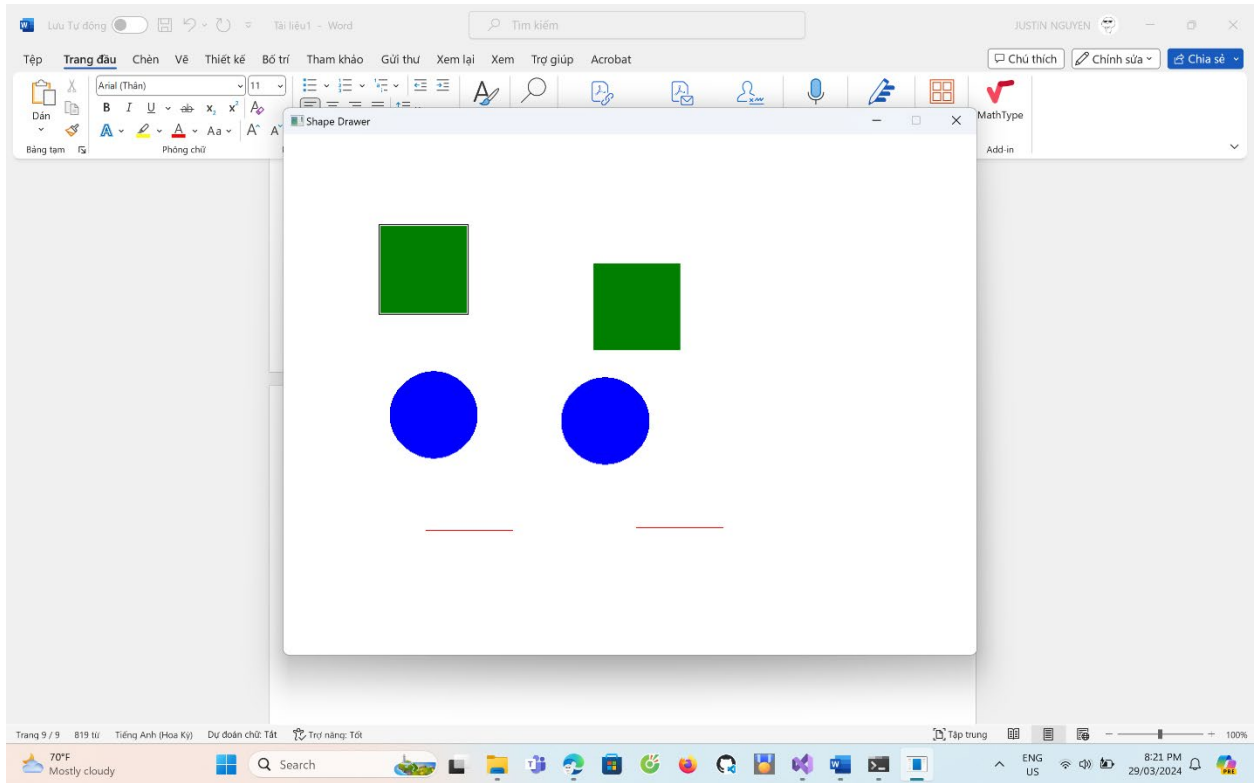 Lưu Tự động Tài liệu1 - Word Tìm kiếm JUSTIN NGUYEN
Tệp Trang đầu Chèn Vẽ Thiết kế Bố trí Tham khảo Gửi thư Xem lại Xem Trợ giúp Acrobat Chú thích Chỉnh sửa Chia sẻ
Arial (Thân) 11
Dán
MathType
Bảng tạm Phông chữ Add-in
Shape Drawer
Trang 9 / 9 819 từ Tiếng Anh (Hoa Kỳ) Dự đoán chữ: Tắt Trợ năng: Tốt Tập trung 100%
70°F
Mostly cloudy
Search
ENG
US
8:21 PM
29/03/2024